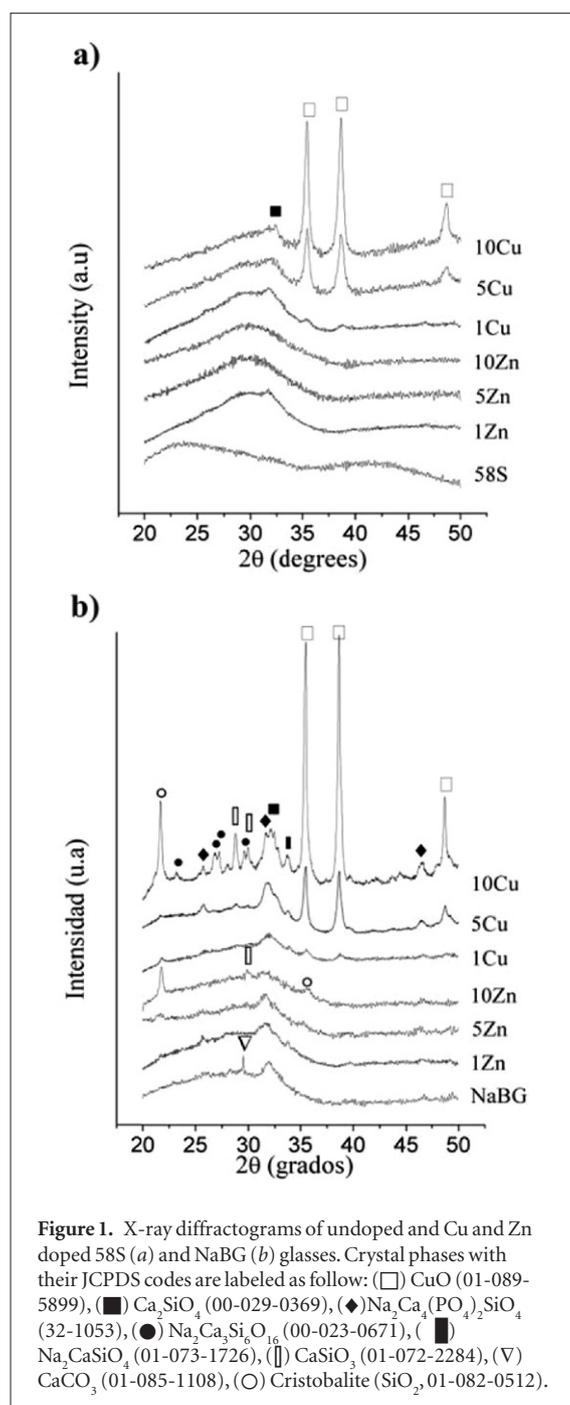 a)
Intensity (a.u)
10Cu
5Cu
1Cu
10Zn
5Zn
1Zn
58S
20 25 30 35 40 45 50
2θ (degrees)
b)
Intensidad (u.a)
10Cu
5Cu
1Cu
10Zn
5Zn
1Zn
NaBG
20 25 30 35 40 45 50
2θ (grados)
Figure 1. X-ray diffractograms of undoped and Cu and Zn
doped 58S (a) and NaBG (b) glasses. Crystal phases with
their JCPDS codes are labeled as follow: (□) CuO (01-089-
5899), (■) Ca₂SiO₄ (00-029-0369), (♦)Na₂Ca₄(PO₄)₂SiO₄
(32-1053), (●) Na₂Ca₃Si₆O₁₆ (00-023-0671), (▮)
Na₂CaSiO₄ (01-073-1726), (▯) CaSiO₃ (01-072-2284), (∇)
CaCO₃ (01-085-1108), (○) Cristobalite (SiO₂, 01-082-0512).